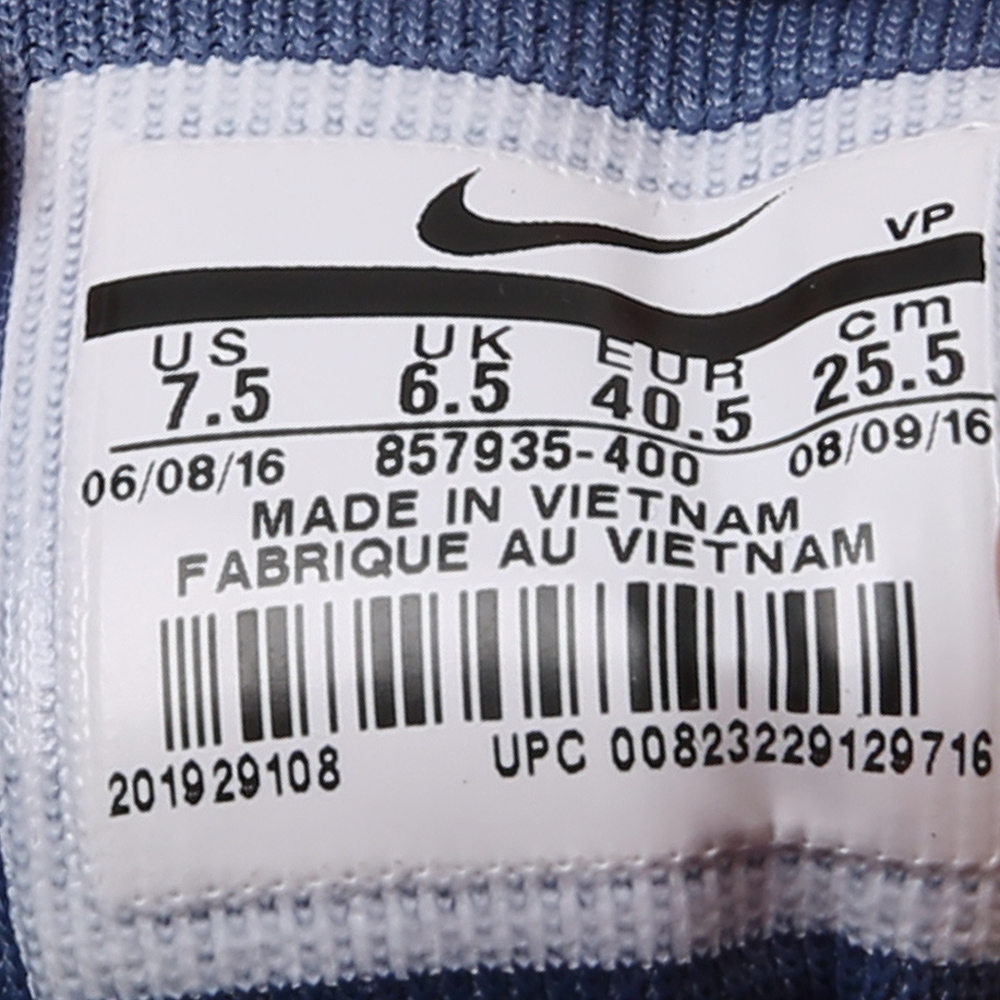 VP
US UK EUR cm
7.5 6.5 40.5 25.5
06/08/16 857935-400 08/09/16
MADE IN VIETNAM
FABRIQUE AU VIETNAM
201929108 UPC 00823229129716